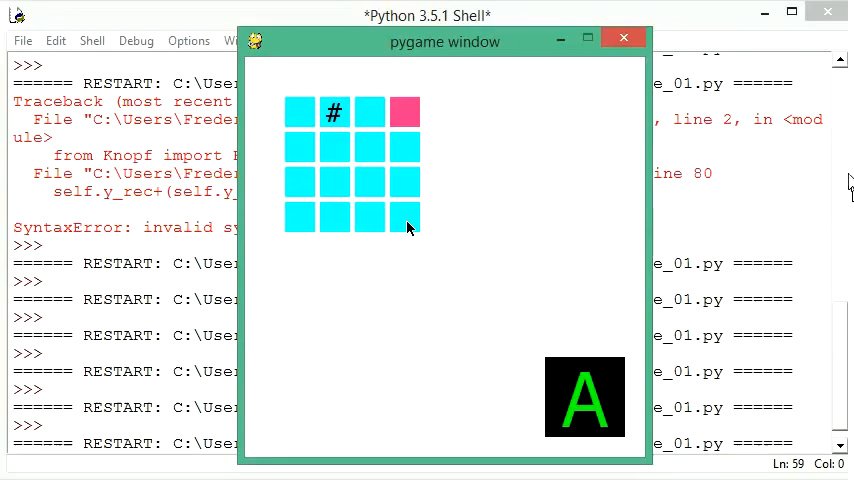 *Python 3.5.1 Shell*
File Edit Shell Debug Options
pygame window
>>>
====== RESTART: C:\User e_01.py ======
Traceback (most recent
File "C:\Users\Freder , line 2, in <mod
ule>
from Knopf import
File "C:\Users\Freder ine 80
self.y_rec+(self.y_
SyntaxError: invalid sy
>>>
====== RESTART: C:\User e_01.py ======
>>>
====== RESTART: C:\User e_01.py ======
>>>
====== RESTART: C:\User e_01.py ======
>>>
====== RESTART: C:\User e_01.py ======
>>>
====== RESTART: C:\User e_01.py ======
>>>
====== RESTART: C:\User e_01.py ======
#
A
Ln: 59 Col: 0